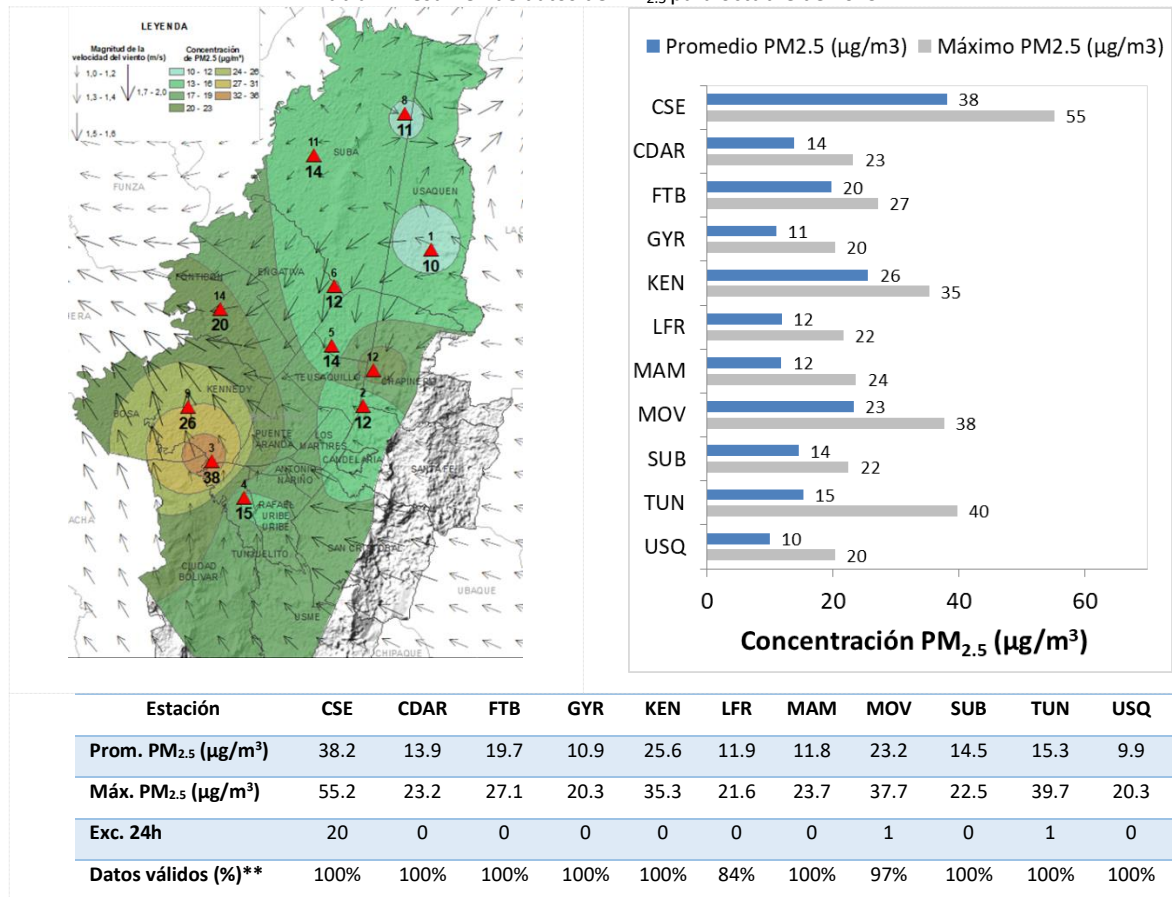 LEYENDA
Magnitud de la
velocidad del viento (m/s)
1,0 - 1,2
1,3 - 1,4
1,5 - 1,6
1,7 - 2,0
Concentración
de PM2.5 (µg/m³)
10 - 12
13 - 16
17 - 19
20 - 23
24 - 26
27 - 31
32 - 36
8
11
11
14
SUBA
FUNZA
USAQUEN
1
10
6
12
FONTIBON
ENGATIVA
14
20
5
14
12
TEUSAQUILLO
CHAPINERO
2
12
KENNEDY
9
26
BOSA
PUENTE
ARANDA
LOS
MARTIRES
CANDELARIA
SANTA FE
3
38
ANTONIO
NARIÑO
4
15
RAFAEL
URIBE
URIBE
TUNJUELITO
SAN CRISTOBAL
CIUDAD
BOLIVAR
USME
UBAQUE
CHIPAQUE
Promedio PM2.5 (µg/m3) Máximo PM2.5 (µg/m3)
CSE 38 55
CDAR 14 23
FTB 20 27
GYR 11 20
KEN 26 35
LFR 12 22
MAM 12 24
MOV 23 38
SUB 14 22
TUN 15 40
USQ 10 20
0 20 40 60
Concentración PM2.5 (µg/m³)
Estación CSE CDAR FTB GYR KEN LFR MAM MOV SUB TUN USQ
Prom. PM2.5 (µg/m³) 38.2 13.9 19.7 10.9 25.6 11.9 11.8 23.2 14.5 15.3 9.9
Máx. PM2.5 (µg/m³) 55.2 23.2 27.1 20.3 35.3 21.6 23.7 37.7 22.5 39.7 20.3
Exc. 24h 20 0 0 0 0 0 0 1 0 1 0
Datos válidos (%)** 100% 100% 100% 100% 100% 84% 100% 97% 100% 100% 100%